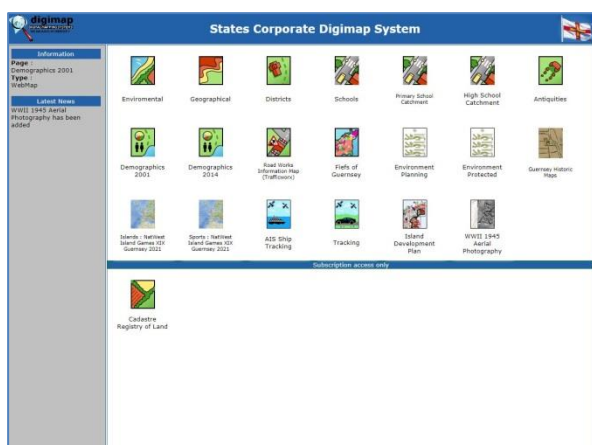 digimap
States Corporate Digimap System
Information
Page :
Demographics 2001
Type :
WebMap
Latest News
WWII 1945 Aerial
Photography has been
added
Enviromental
Geographical
Districts
Schools
Primary School
Catchment
High School
Catchment
Antiquities
Demographics
2001
Demographics
2014
Road Works
Information Map
(Trafficworx)
Fiefs of
Guernsey
Environment
Planning
Environment
Protected
Guernsey Historic
Maps
Islands : NatWest
Island Games XIX
Guernsey 2021
Sports : NatWest
Island Games XIX
Guernsey 2021
AIS Ship
Tracking
Tracking
Island
Development
Plan
WWII 1945
Aerial
Photography
Subscription access only
Cadastre
Registry of Land